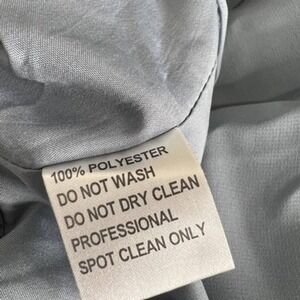 100% POLYESTER
DO NOT WASH
DO NOT DRY CLEAN
PROFESSIONAL
SPOT CLEAN ONLY